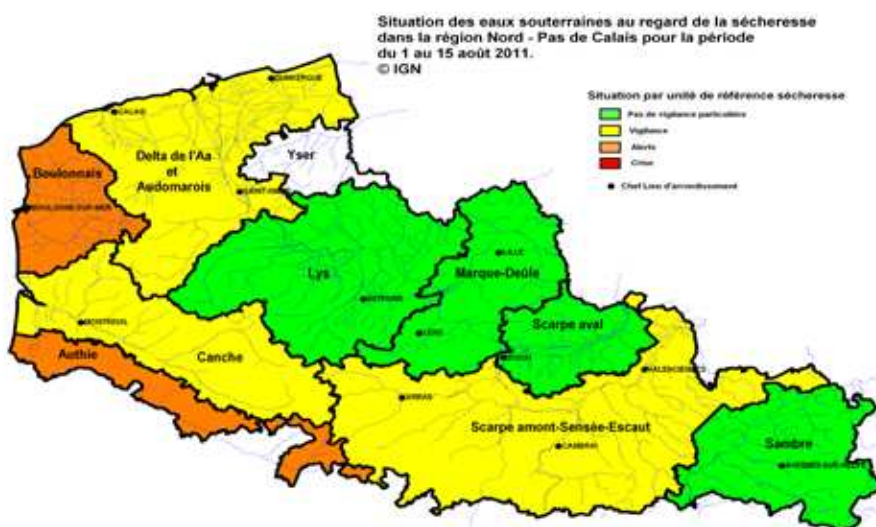 Situation des eaux souterraines au regard de la sécheresse
dans la région Nord - Pas de Calais pour la période
du 1 au 15 août 2011.
© IGN
Situation par unité de référence sécheresse
Pas de vigilance particulière
Vigilance
Alerte
Crise
Chef Lieu d'arrondissement
DUNKERQUE
CALAIS
Yser
Delta de l'Aa
et
Audomarois
Boulonnais
BOULOGNE-SUR-MER
LILLE
Lys
Marque-Deûle
BETHUNE
MONTREUIL
LENS
Scarpe aval
Authie
Canche
DOUAI
VALENCIENNES
ARRAS
Scarpe amont-Sensée-Escaut
CAMBRAI
Sambre
AVESNES-SUR-HELPE